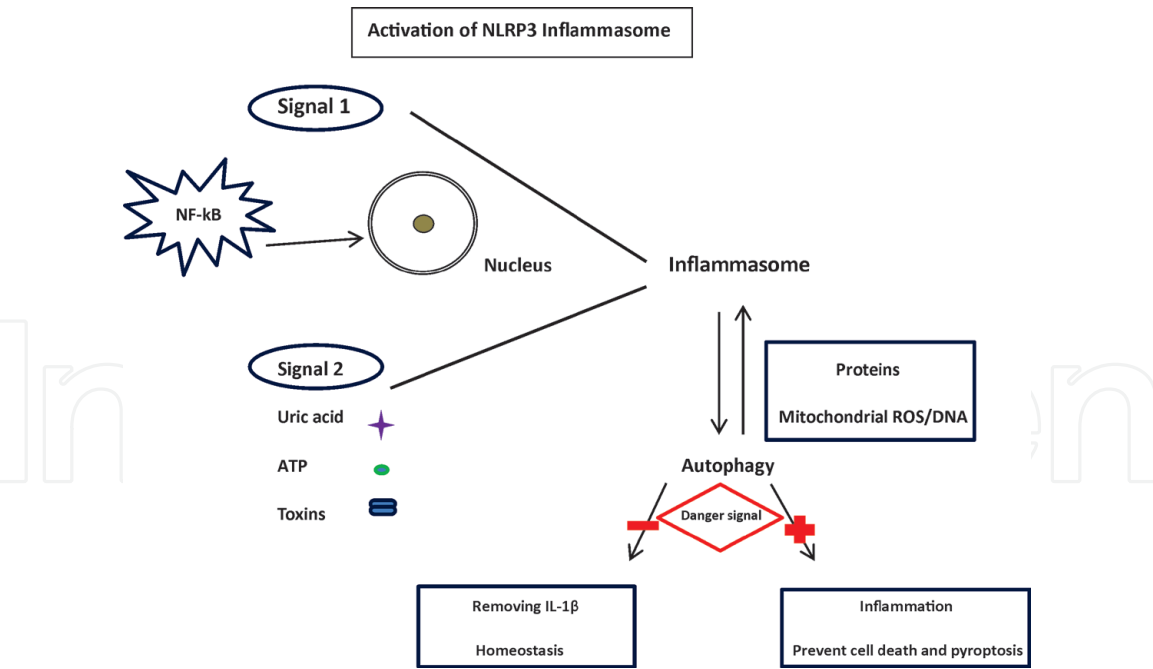 Activation of NLRP3 Inflammasome
Signal 1
NF-kB
Nucleus
Inflammasome
Signal 2
Uric acid
ATP
Toxins
Proteins
Mitochondrial ROS/DNA
Autophagy
Danger signal
Removing IL-1β
Homeostasis
Inflammation
Prevent cell death and pyroptosis